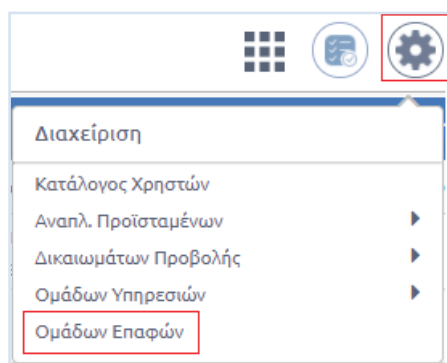 Διαχείριση
Κατάλογος Χρηστών
Αναπλ. Προϊσταμένων
Δικαιωμάτων Προβολής
Ομάδων Υπηρεσιών
Ομάδων Επαφών